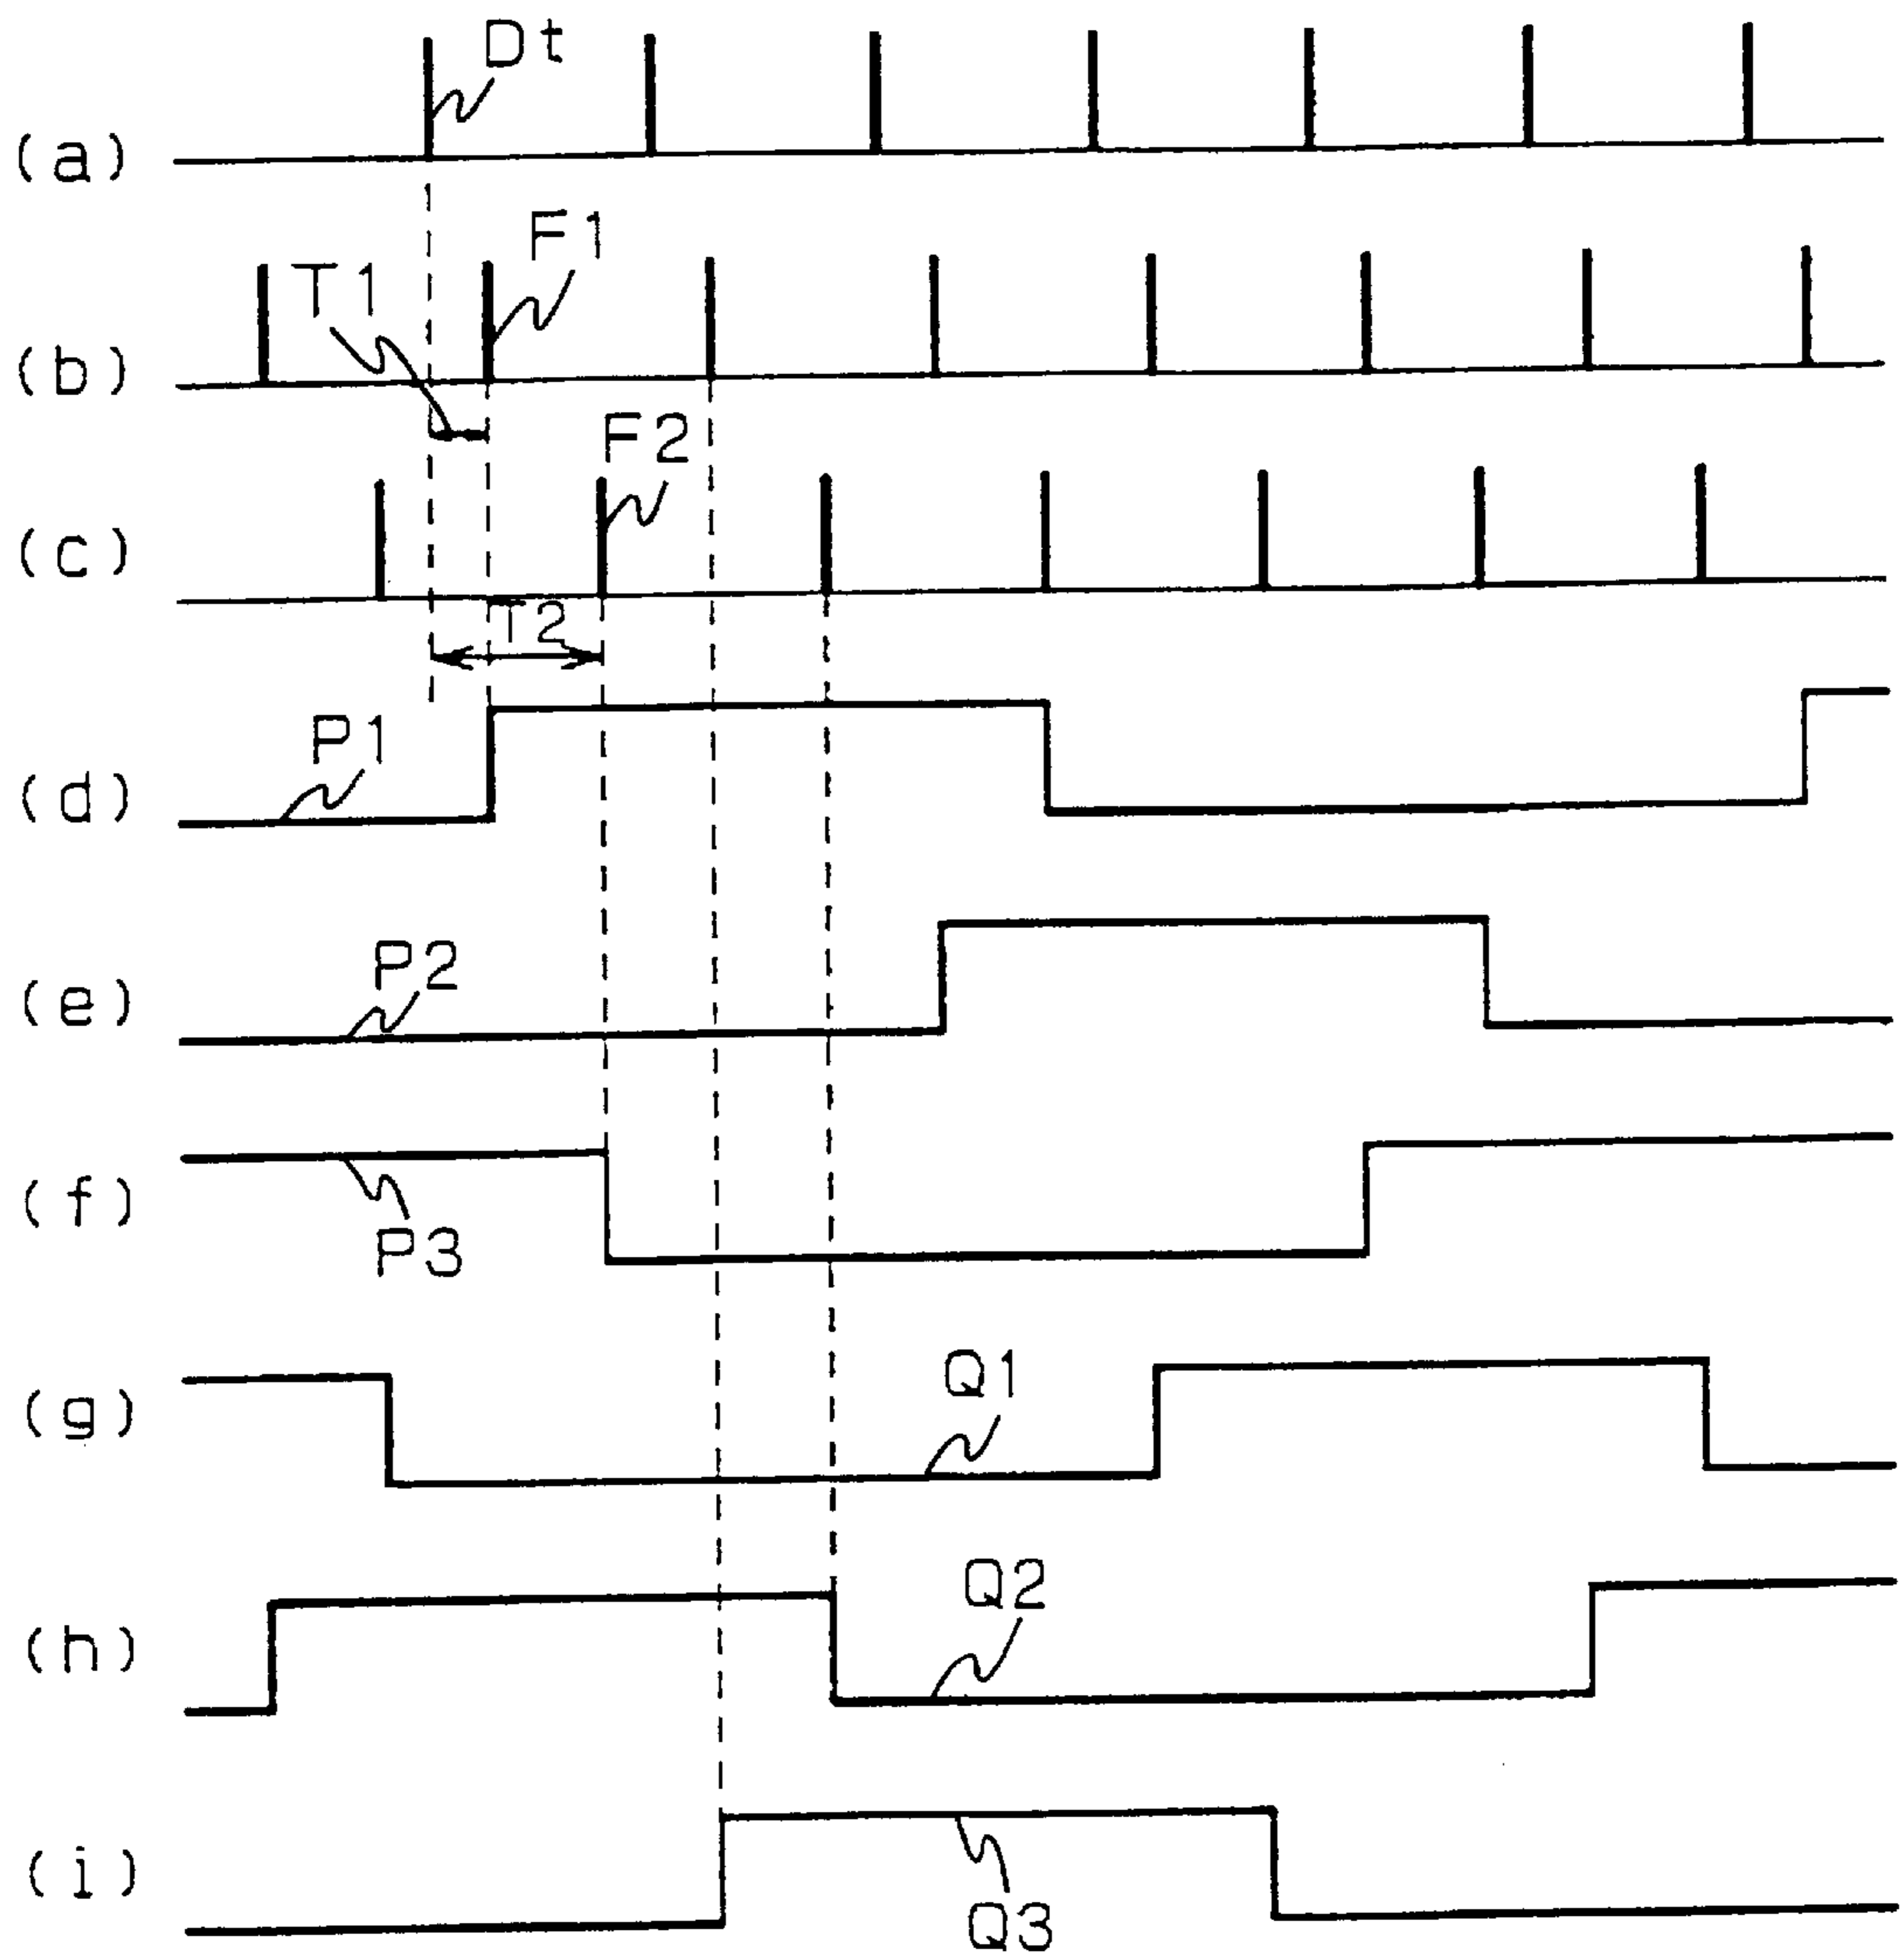 Dt
(a)
F1
T1
(b)
F2
(c)
T2
P1
(d)
P2
(e)
(f)
P3
Q1
(g)
Q2
(h)
(i)
Q3